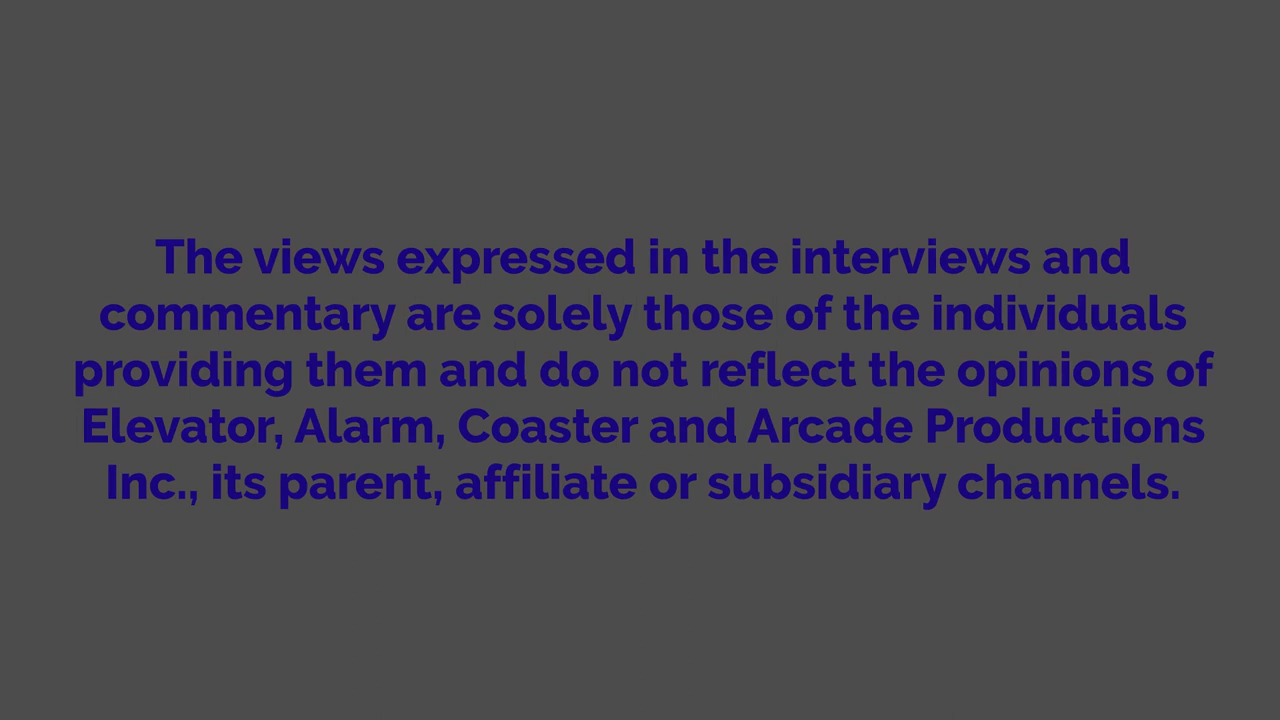 The views expressed in the interviews and
commentary are solely those of the individuals
providing them and do not reflect the opinions of
Elevator, Alarm, Coaster and Arcade Productions
Inc., its parent, affiliate or subsidiary channels.